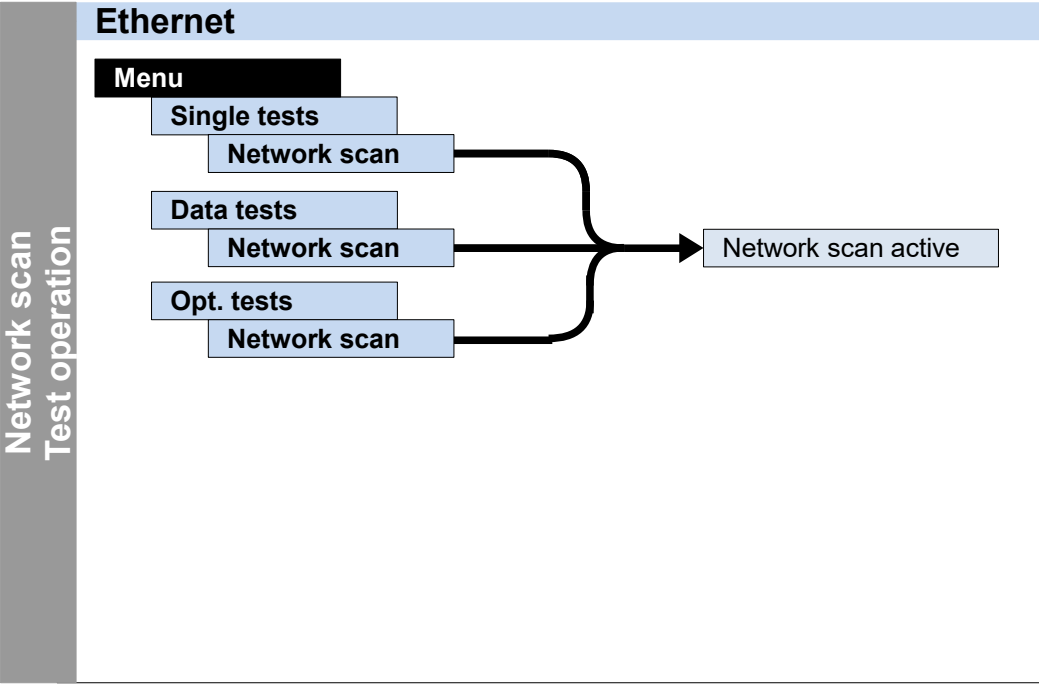 Ethernet
Menu
Single tests
Network scan
Data tests
Network scan
Opt. tests
Network scan
Network scan active
Network scan
Test operation